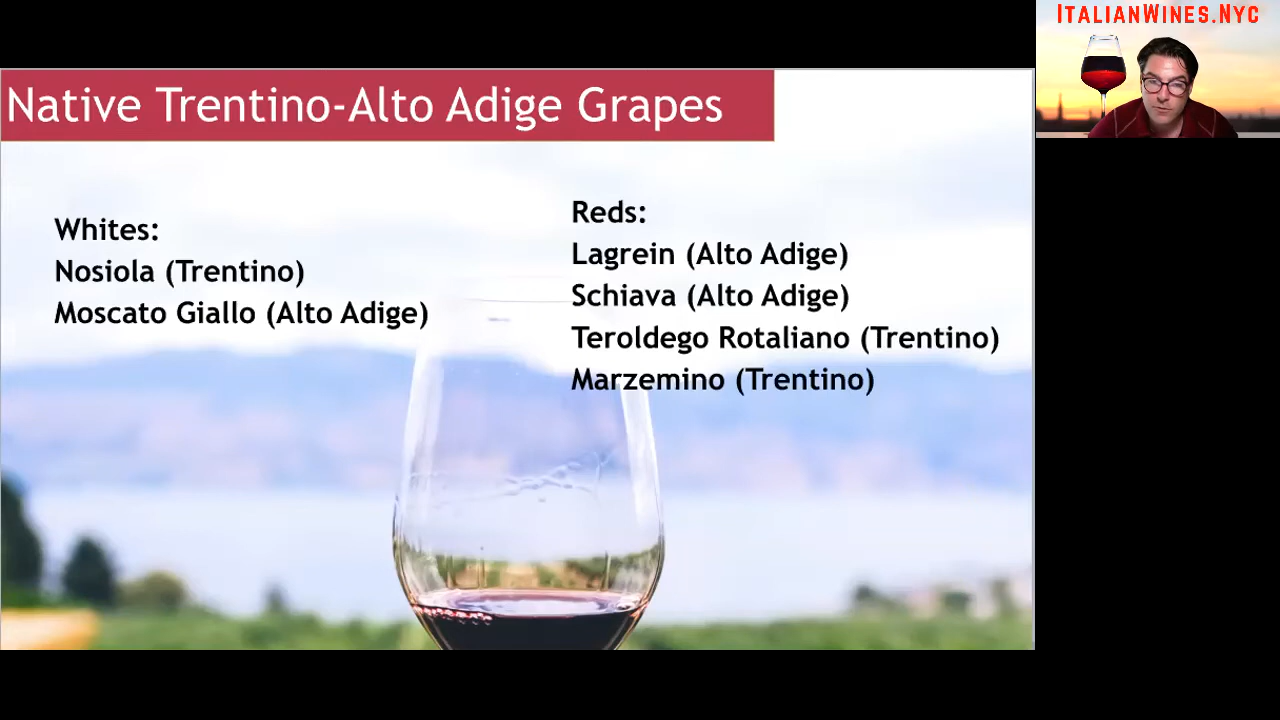 ITALIANWINES.NYC
Native Trentino-Alto Adige Grapes
Whites:
Nosiola (Trentino)
Moscato Giallo (Alto Adige)
Reds:
Lagrein (Alto Adige)
Schiava (Alto Adige)
Teroldego Rotaliano (Trentino)
Marzemino (Trentino)